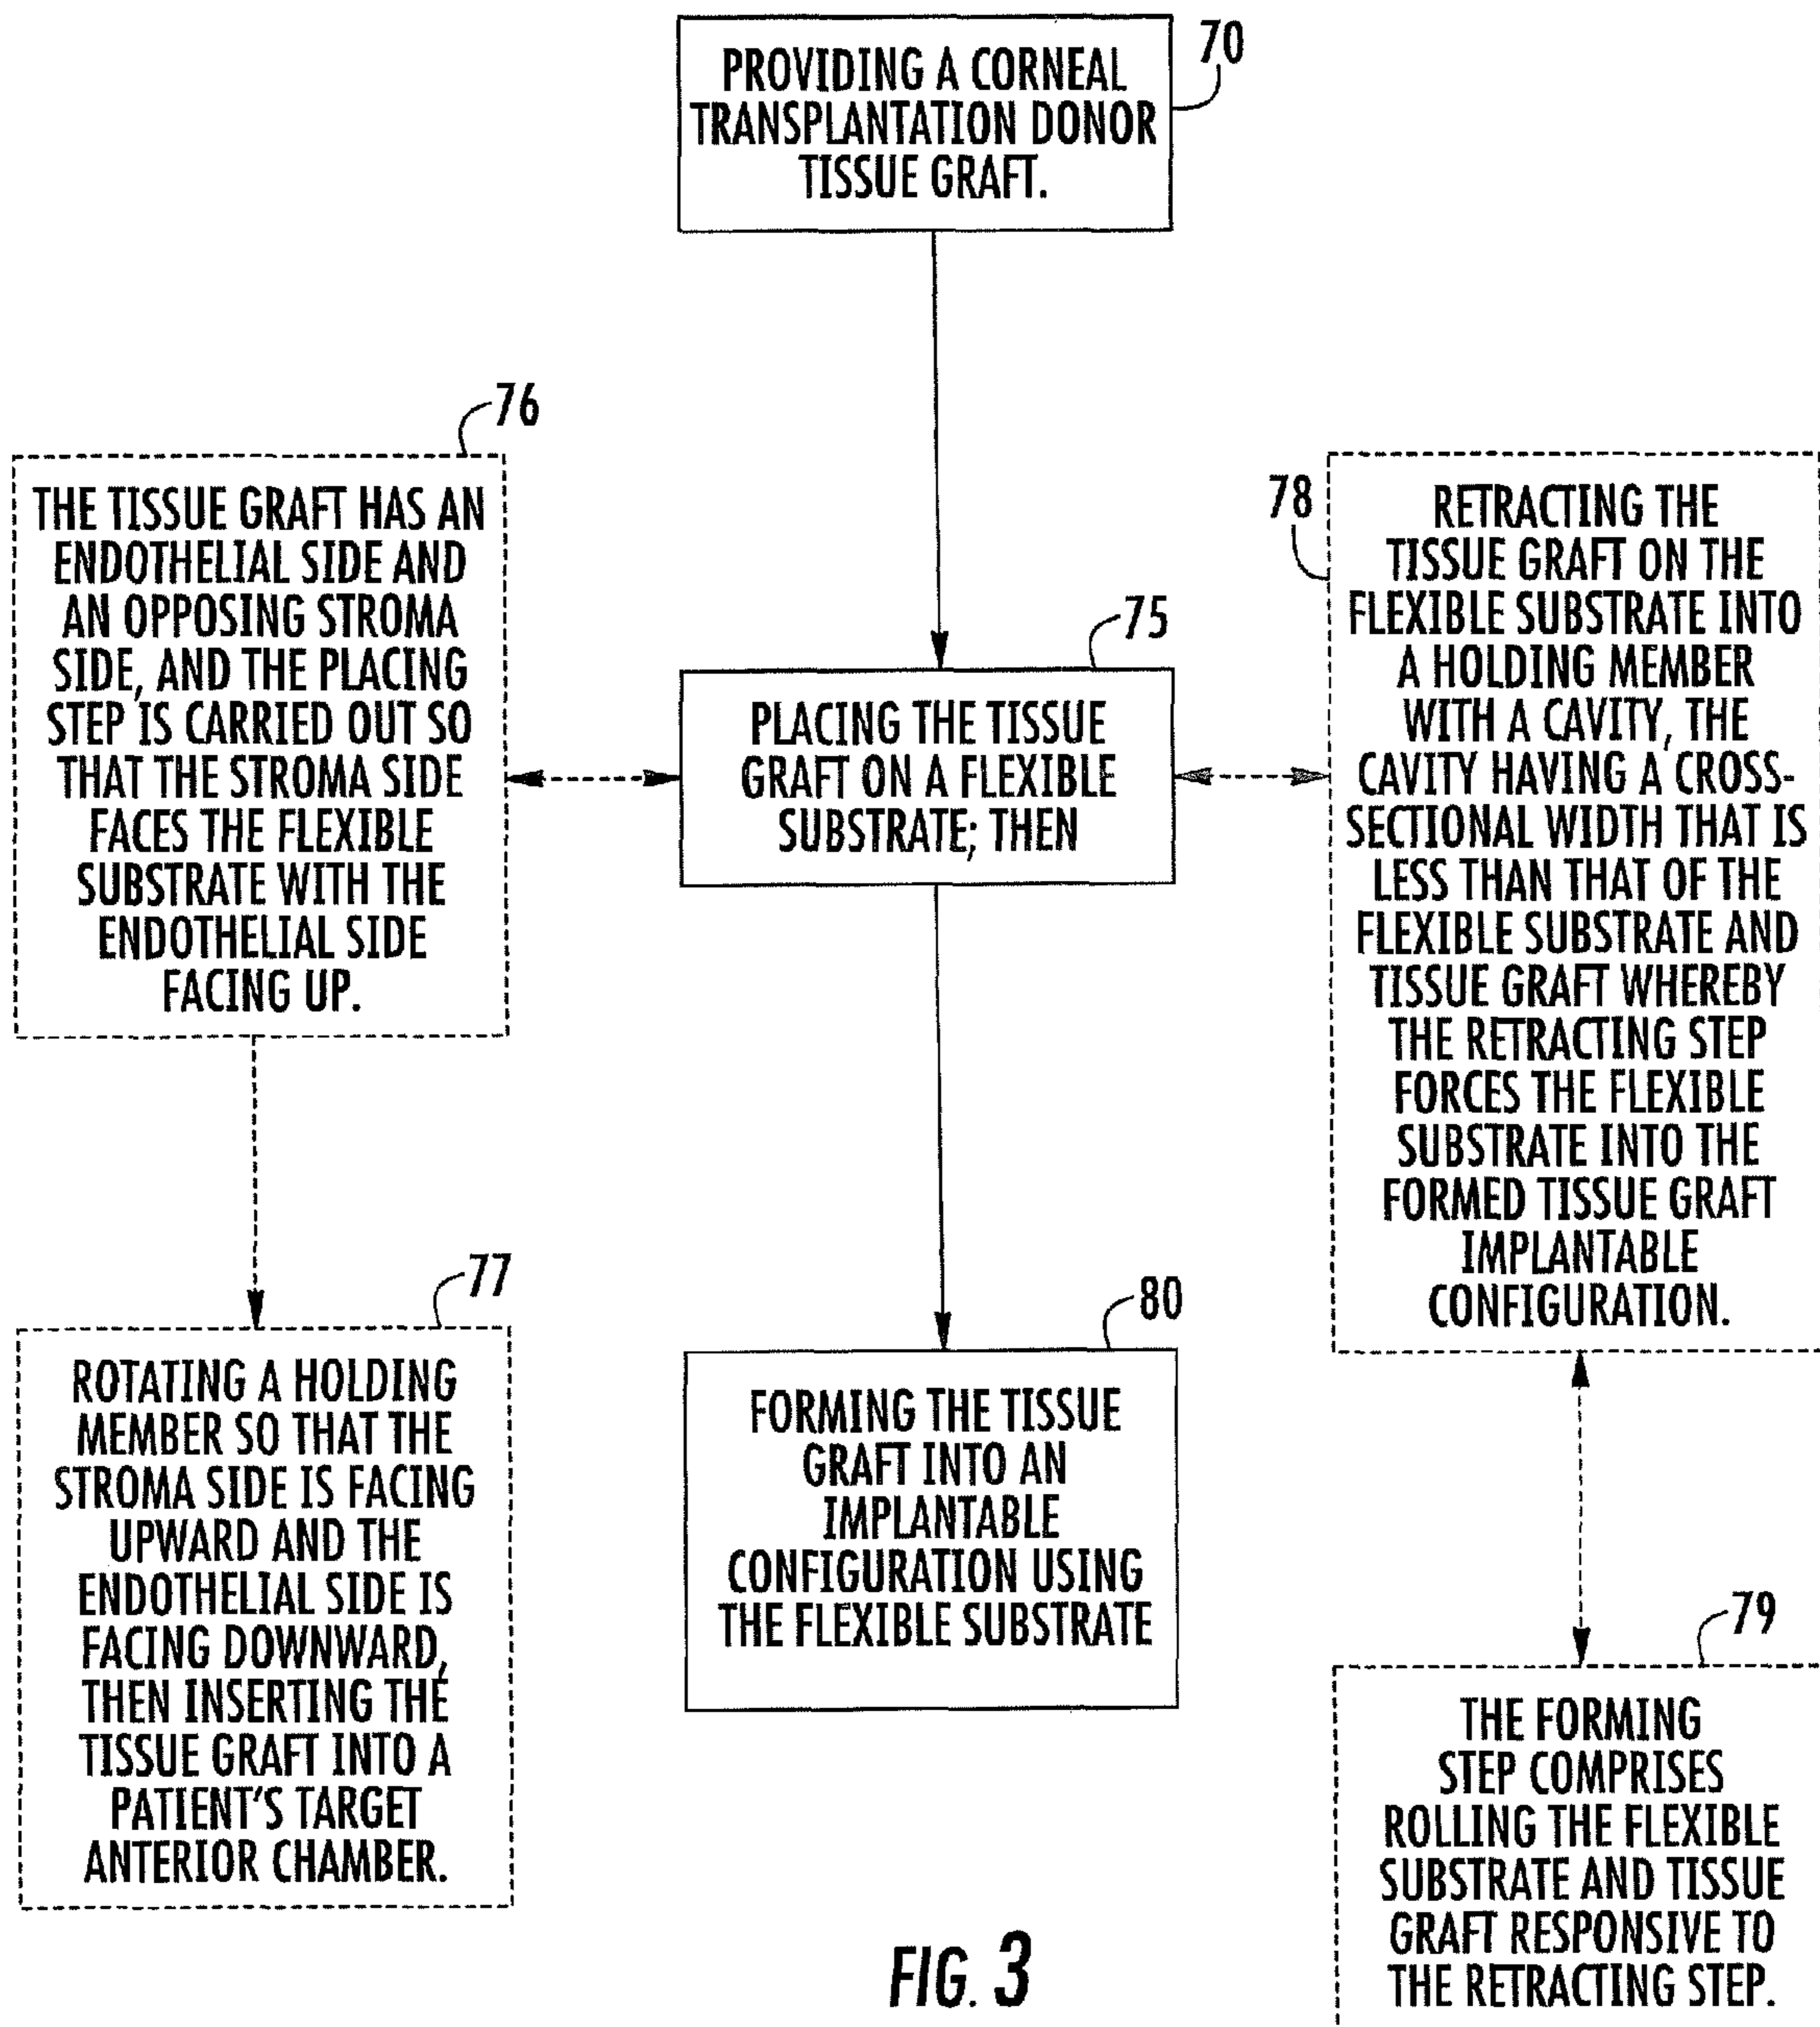 70
PROVIDING A CORNEAL
TRANSPLANTATION DONOR
TISSUE GRAFT.
76
THE TISSUE GRAFT HAS AN
ENDOTHELIAL SIDE AND
AN OPPOSING STROMA
SIDE, AND THE PLACING
STEP IS CARRIED OUT SO
THAT THE STROMA SIDE
FACES THE FLEXIBLE
SUBSTRATE WITH THE
ENDOTHELIAL SIDE
FACING UP.
75
PLACING THE TISSUE
GRAFT ON A FLEXIBLE
SUBSTRATE; THEN
78
RETRACTING THE
TISSUE GRAFT ON THE
FLEXIBLE SUBSTRATE INTO
A HOLDING MEMBER
WITH A CAVITY, THE
CAVITY HAVING A CROSS-
SECTIONAL WIDTH THAT IS
LESS THAN THAT OF THE
FLEXIBLE SUBSTRATE AND
TISSUE GRAFT WHEREBY
THE RETRACTING STEP
FORCES THE FLEXIBLE
SUBSTRATE INTO THE
FORMED TISSUE GRAFT
IMPLANTABLE
CONFIGURATION.
77
ROTATING A HOLDING
MEMBER SO THAT THE
STROMA SIDE IS FACING
UPWARD AND THE
ENDOTHELIAL SIDE IS
FACING DOWNWARD,
THEN INSERTING THE
TISSUE GRAFT INTO A
PATIENT'S TARGET
ANTERIOR CHAMBER.
80
FORMING THE TISSUE
GRAFT INTO AN
IMPLANTABLE
CONFIGURATION USING
THE FLEXIBLE SUBSTRATE
79
THE FORMING
STEP COMPRISES
ROLLING THE FLEXIBLE
SUBSTRATE AND TISSUE
GRAFT RESPONSIVE TO
THE RETRACTING STEP.
FIG. 3